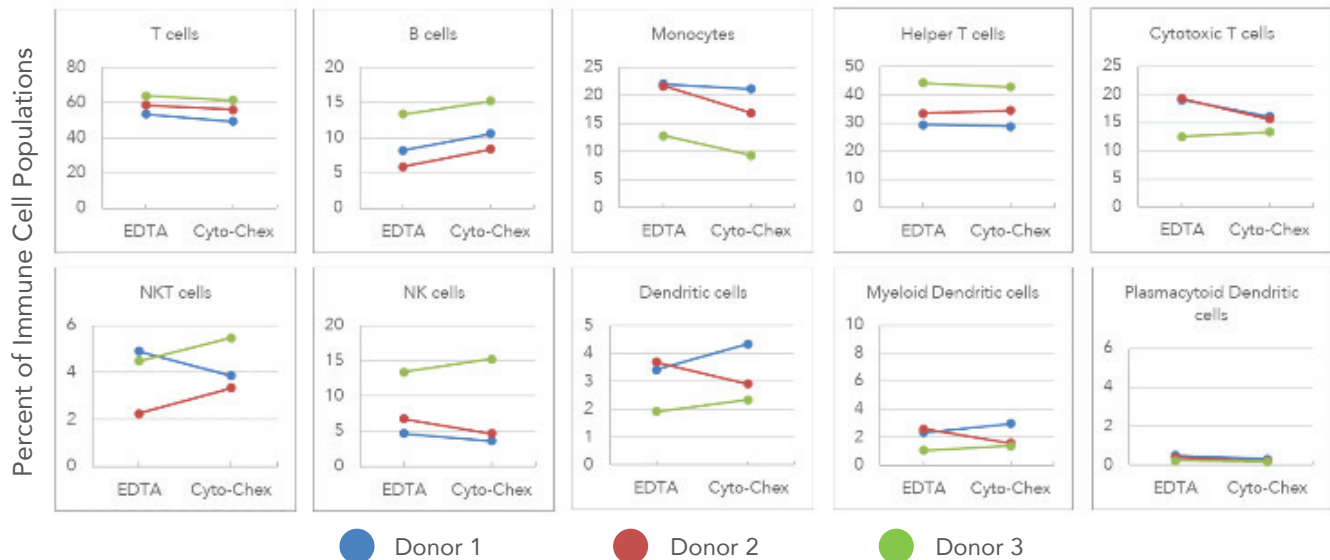 Percent of Immune Cell Populations
T cells
80
60
40
20
0
EDTA Cyto-Chex
B cells
20
15
10
5
0
EDTA Cyto-Chex
Monocytes
25
20
15
10
5
0
EDTA Cyto-Chex
Helper T cells
50
40
30
20
10
0
EDTA Cyto-Chex
Cytotoxic T cells
25
20
15
10
5
0
EDTA Cyto-Chex
NKT cells
6
4
2
0
EDTA Cyto-Chex
NK cells
20
15
10
5
0
EDTA Cyto-Chex
Dendritic cells
5
4
3
2
1
0
EDTA Cyto-Chex
Myeloid Dendritic cells
10
8
6
4
2
0
EDTA Cyto-Chex
Plasmacytoid Dendritic
cells
6
4
2
0
EDTA Cyto-Chex
Donor 1 Donor 2 Donor 3